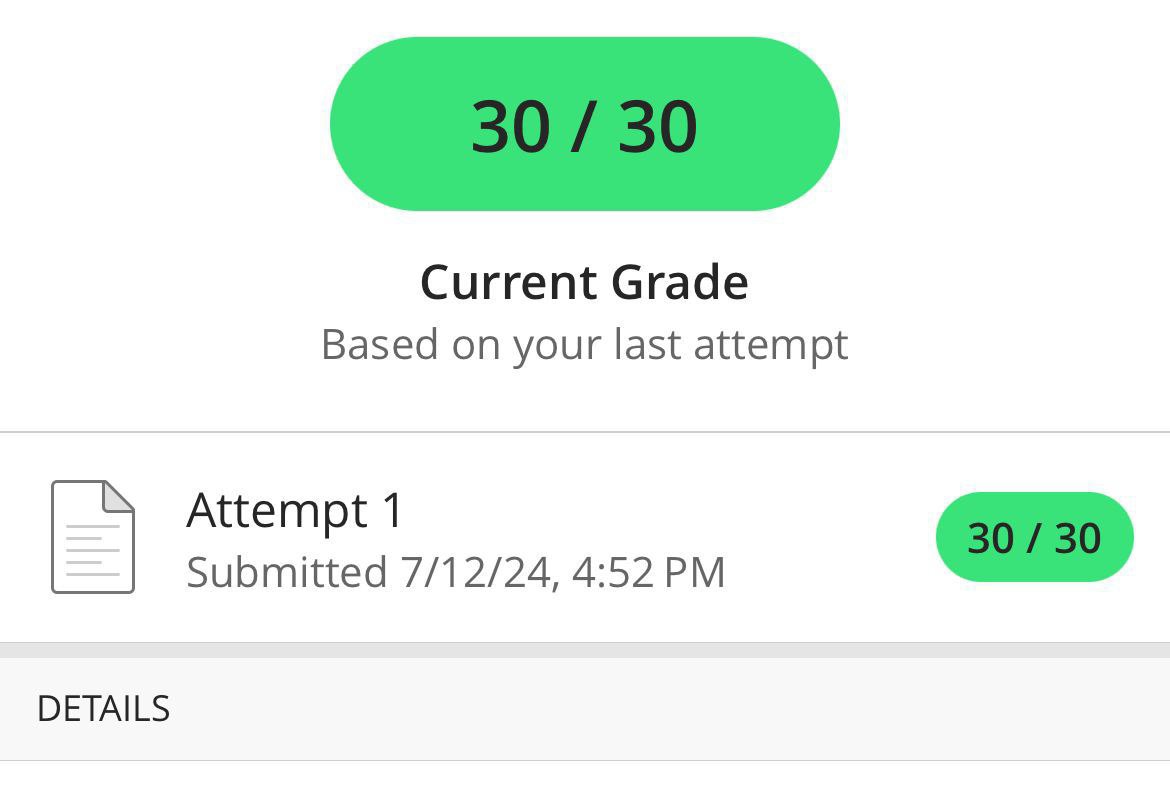 30 / 30
Current Grade
Based on your last attempt
Attempt 1
Submitted 7/12/24, 4:52 PM
30 / 30
DETAILS